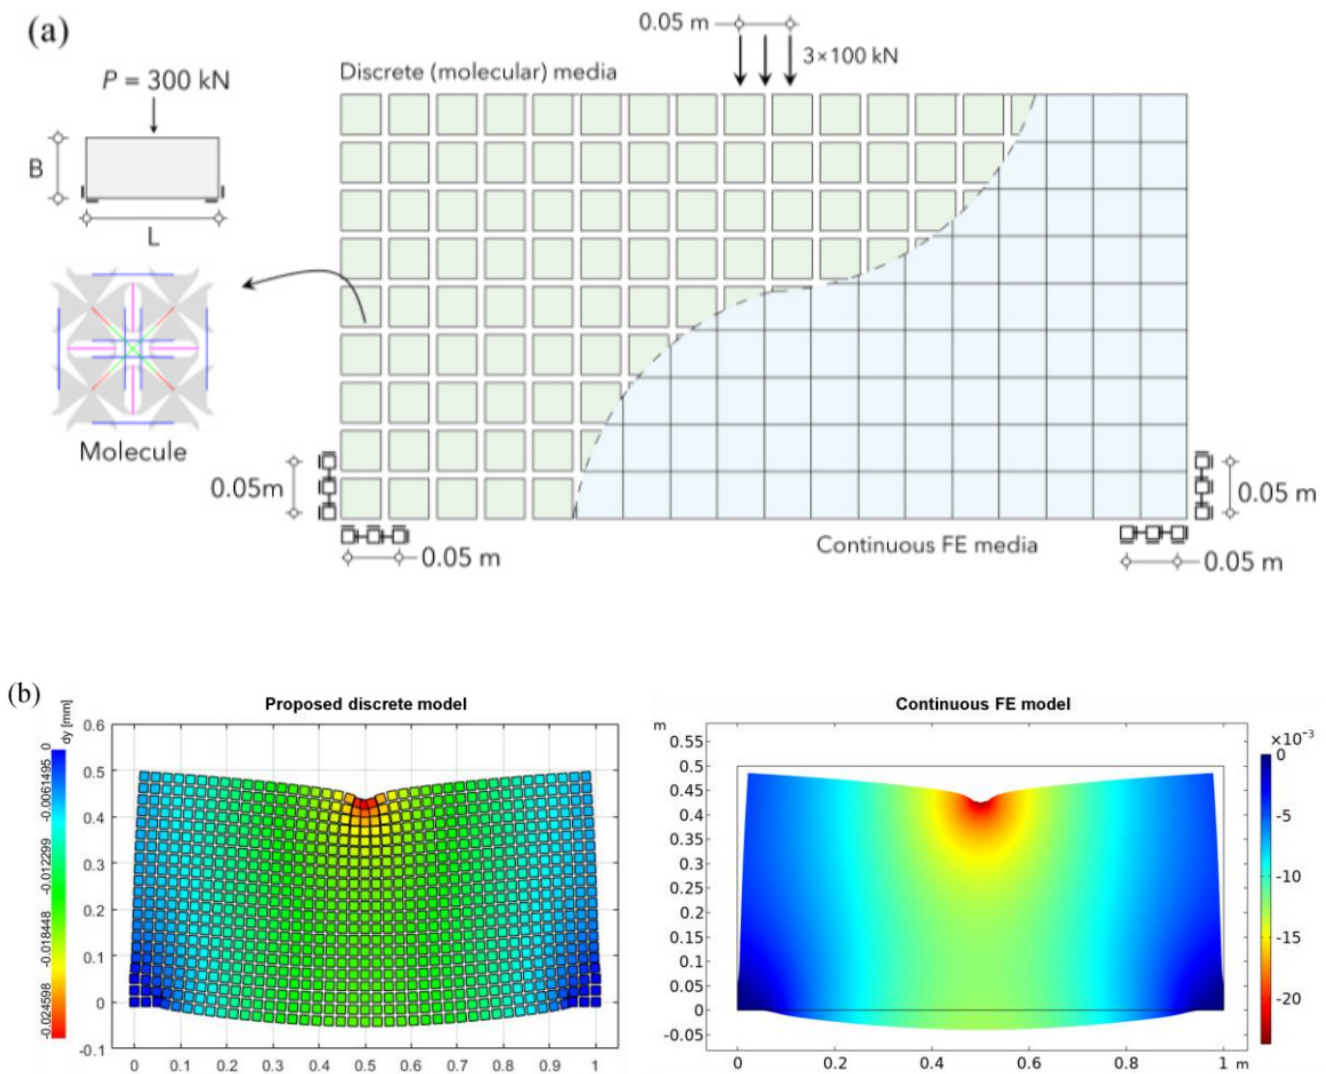 (a)
P = 300 kN
B
L
Molecule
Discrete (molecular) media
0.05 m
3×100 kN
0.05m
0.05 m
Continuous FE media
0.05 m
0.05 m
(b)
Proposed discrete model
dy [mm]
0
-0.0061495
-0.012299
-0.018448
-0.024598
0.6
0.5
0.4
0.3
0.2
0.1
0
-0.1
0 0.1 0.2 0.3 0.4 0.5 0.6 0.7 0.8 0.9 1
Continuous FE model
m
0.55
0.5
0.45
0.4
0.35
0.3
0.25
0.2
0.15
0.1
0.05
0
-0.05
0 0.2 0.4 0.6 0.8 1 m
×10⁻³
0
-5
-10
-15
-20